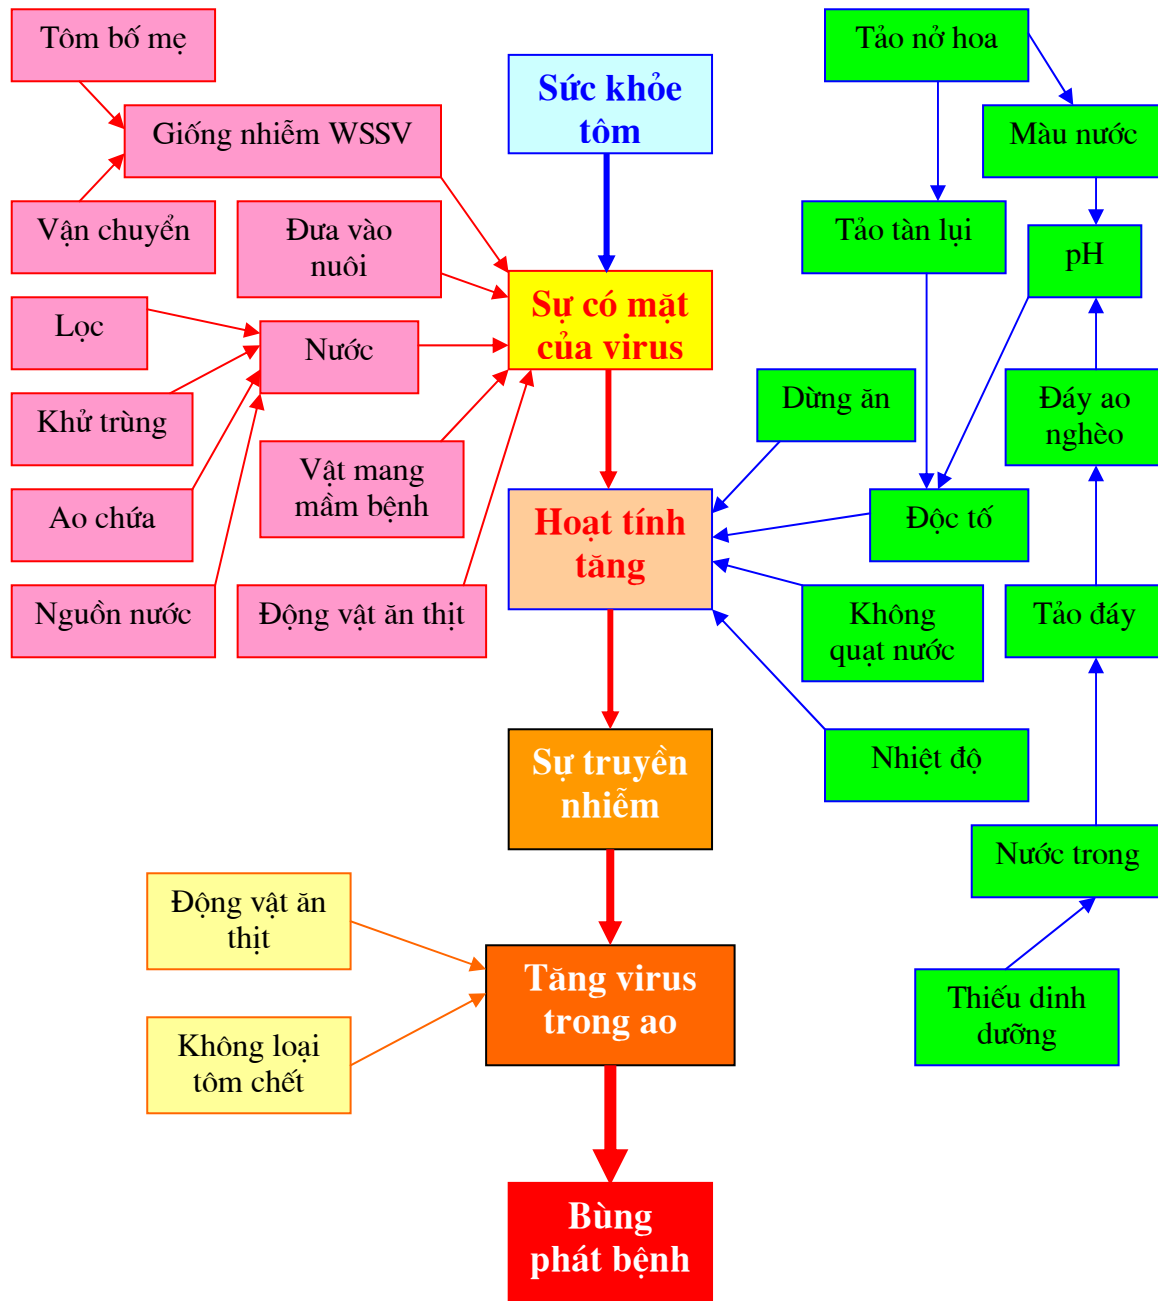 Tôm bố mẹ
Giống nhiễm WSSV
Vận chuyển
Đưa vào
nuôi
Lọc
Nước
Khử trùng
Vật mang
mầm bệnh
Ao chứa
Nguồn nước
Động vật ăn thịt
Sức khỏe
tôm
Sự có mặt
của virus
Hoạt tính
tăng
Sự truyền
nhiễm
Tăng virus
trong ao
Bùng
phát bệnh
Động vật ăn
thịt
Không loại
tôm chết
Tảo nở hoa
Màu nước
Tảo tàn lụi
pH
Dừng ăn
Đáy ao
nghèo
Độc tố
Không
quạt nước
Tảo đáy
Nhiệt độ
Nước trong
Thiếu dinh
dưỡng